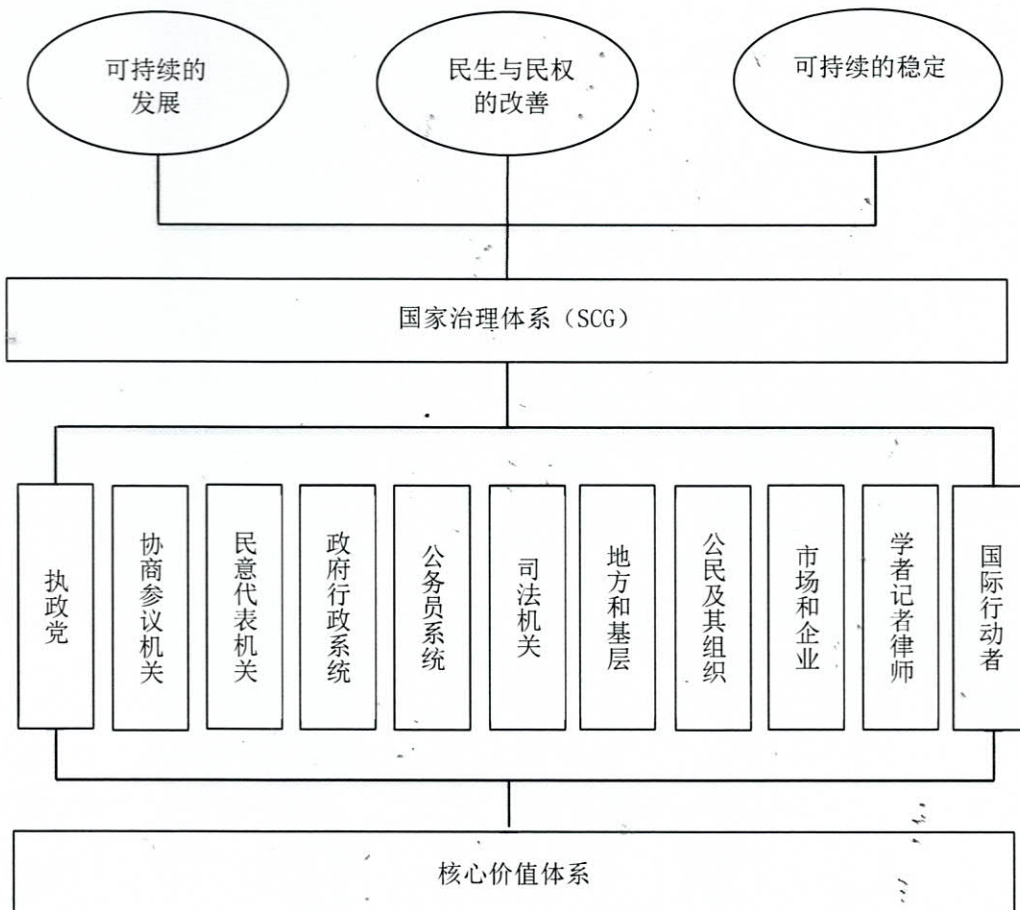 可持续的
发展
民生与民权
的改善
可持续的稳定
国家治理体系（SCG）
执政党
协商参议机关
民意代表机关
政府行政系统
公务员系统
司法机关
地方和基层
公民及其组织
市场和企业
学者记者律师
国际行动者
核心价值体系